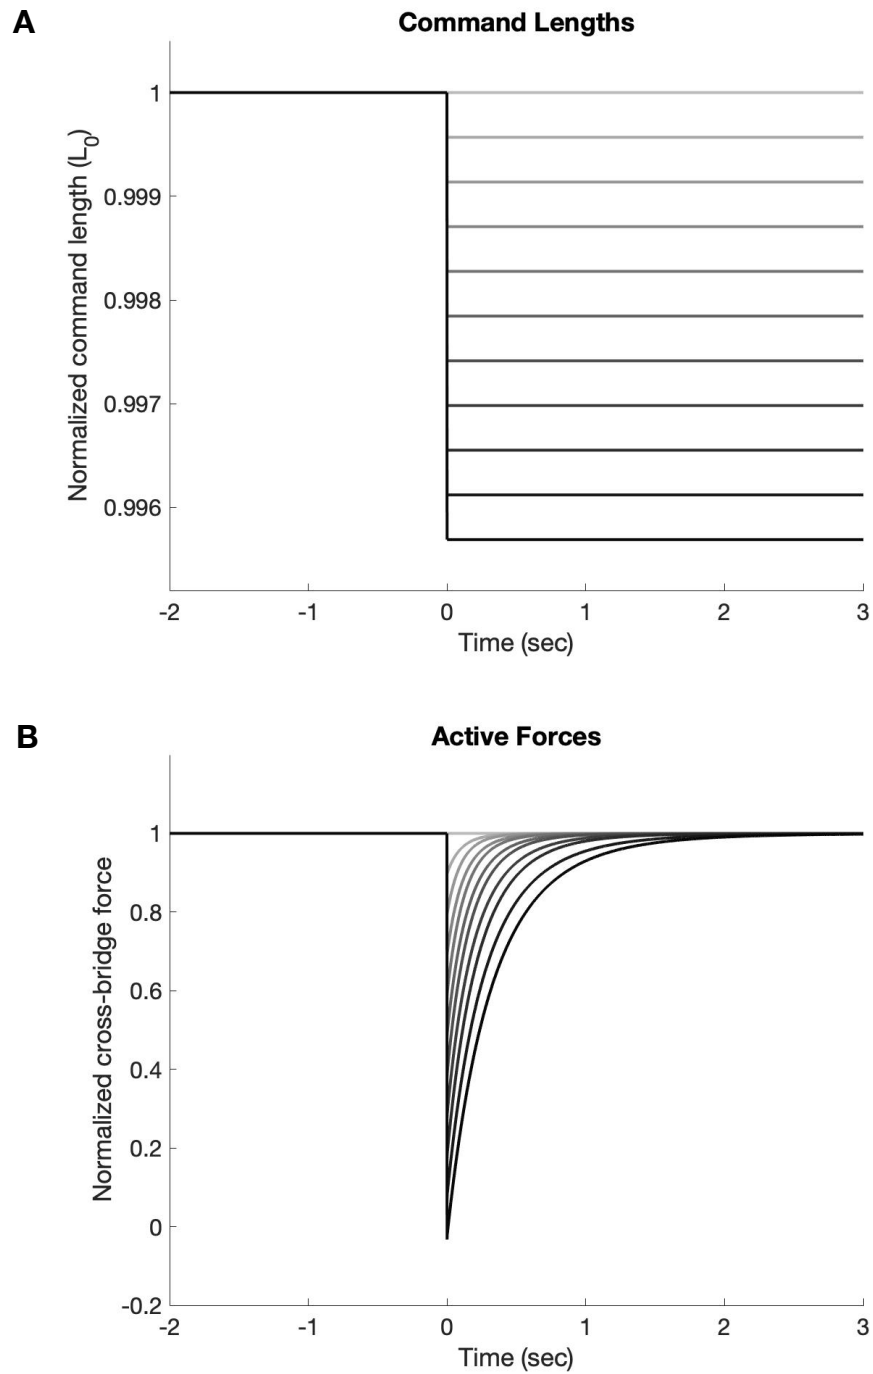 A
Command Lengths
Normalized command length (L0)
1
0.999
0.998
0.997
0.996
-2 -1 0 1 2 3
Time (sec)
B
Active Forces
Normalized cross-bridge force
1
0.8
0.6
0.4
0.2
0
-0.2
-2 -1 0 1 2 3
Time (sec)